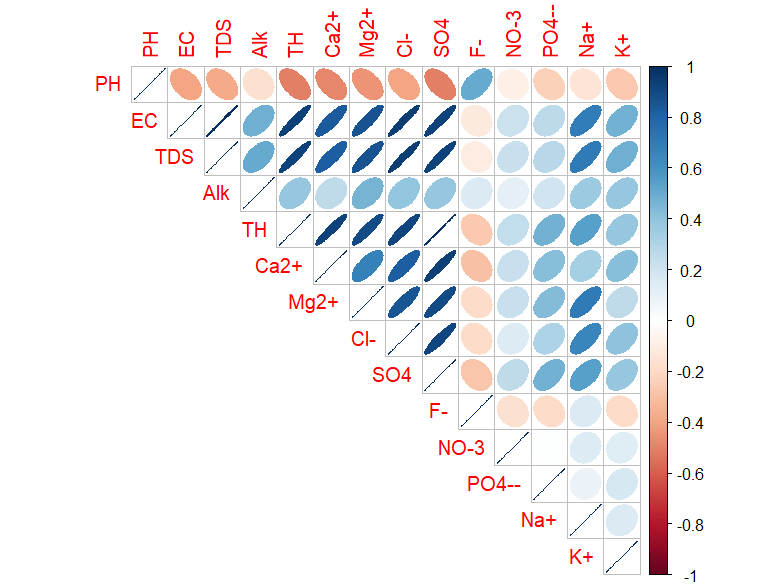 PH EC TDS Alk TH Ca2+ Mg2+ Cl- SO4 F- NO-3 PO4-- Na+ K+
PH
EC
TDS
Alk
TH
Ca2+
Mg2+
Cl-
SO4
F-
NO-3
PO4--
Na+
K+
1
0.8
0.6
0.4
0.2
0
-0.2
-0.4
-0.6
-0.8
-1